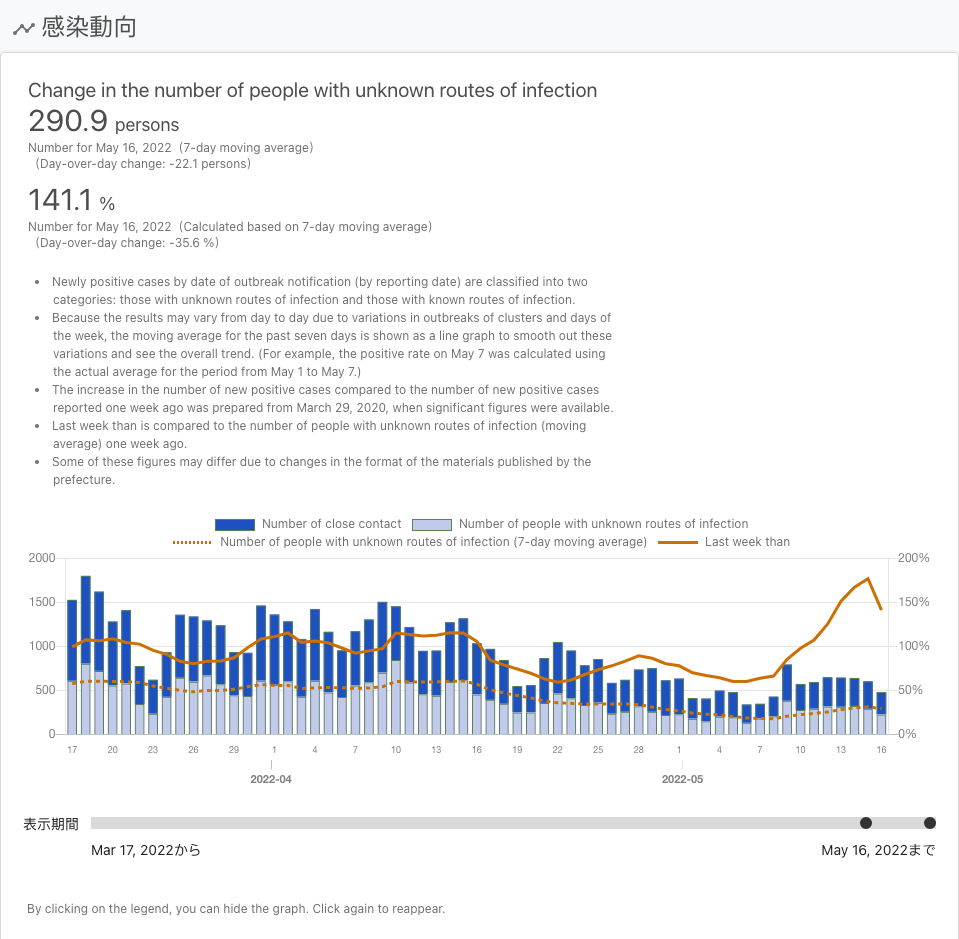 感染動向
Change in the number of people with unknown routes of infection
290.9 persons
Number for May 16, 2022 (7-day moving average)
(Day-over-day change: -22.1 persons)
141.1 %
Number for May 16, 2022 (Calculated based on 7-day moving average)
(Day-over-day change: -35.6 %)
• Newly positive cases by date of outbreak notification (by reporting date) are classified into two
categories: those with unknown routes of infection and those with known routes of infection.
• Because the results may vary from day to day due to variations in outbreaks of clusters and days of
the week, the moving average for the past seven days is shown as a line graph to smooth out these
variations and see the overall trend. (For example, the positive rate on May 7 was calculated using
the actual average for the period from May 1 to May 7.)
• The increase in the number of new positive cases compared to the number of new positive cases
reported one week ago was prepared from March 29, 2020, when significant figures were available.
• Last week than is compared to the number of people with unknown routes of infection (moving
average) one week ago.
• Some of these figures may differ due to changes in the format of the materials published by the
prefecture.
Number of close contact Number of people with unknown routes of infection
Number of people with unknown routes of infection (7-day moving average) Last week than
2000 200%
1500 150%
1000 100%
500 50%
0 0%
17 20 23 26 29 1 4 7 10 13 16 19 22 25 28 1 4 7 10 13 16
2022-04 2022-05
表示期間
Mar 17, 2022から May 16, 2022まで
By clicking on the legend, you can hide the graph. Click again to reappear.